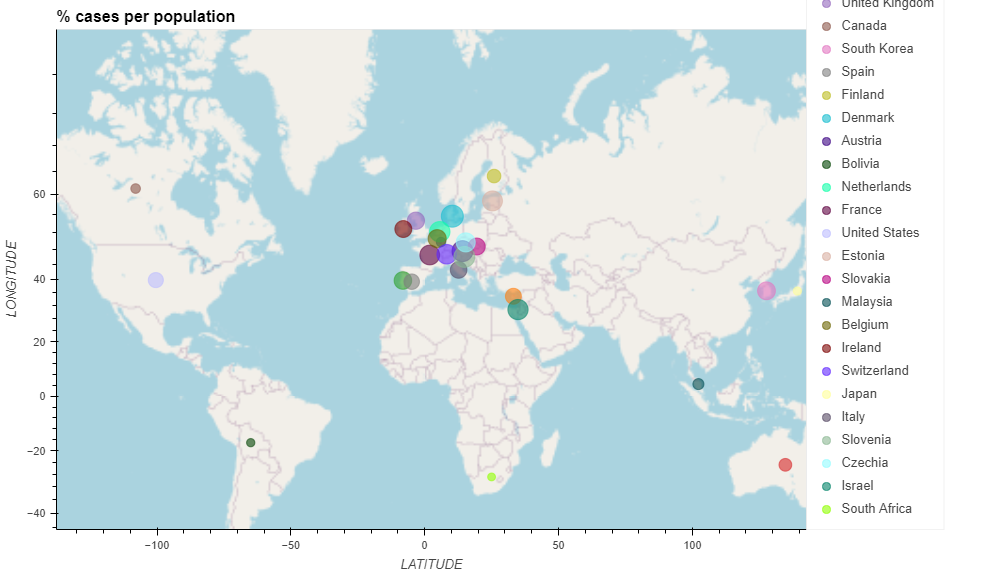 % cases per population
United Kingdom
Canada
South Korea
Spain
Finland
Denmark
Austria
Bolivia
Netherlands
France
United States
Estonia
Slovakia
Malaysia
Belgium
Ireland
Switzerland
Japan
Italy
Slovenia
Czechia
Israel
South Africa
LONGITUDE
60
40
20
0
−20
−40
−100
−50
0
50
100
LATITUDE